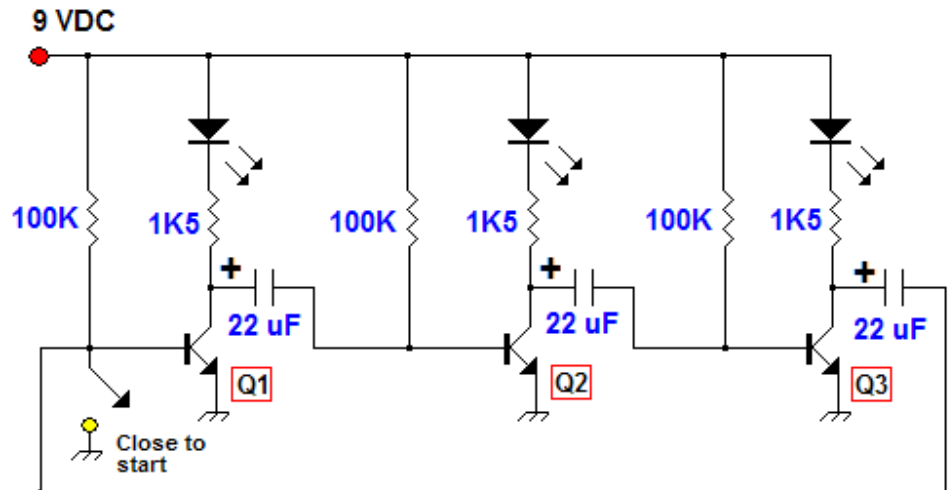 9 VDC
100K
1K5
100K
1K5
100K
1K5
+
+
+
22 uF
22 uF
22 uF
Q1
Q2
Q3
Close to
start